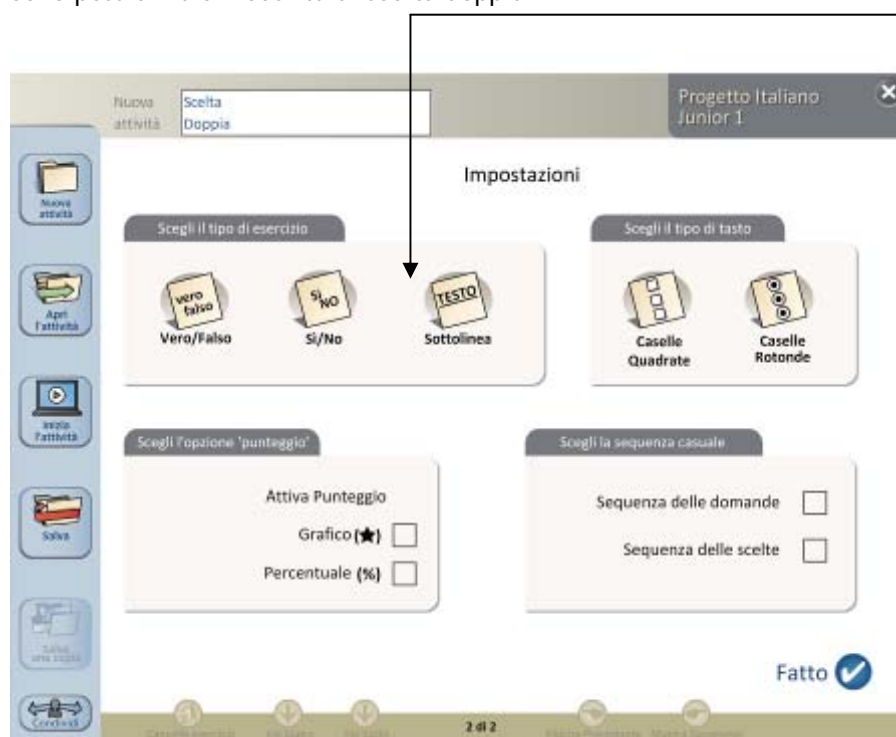 Nuova
attività
Scelta
Doppia
Progetto Italiano
Junior 1
Impostazioni
Scegli il tipo di esercizio
vero
falso
Vero/Falso
Sì
NO
Sì/No
TESTO
Sottolinea
Scegli il tipo di tasto
Caselle
Quadrate
Caselle
Rotonde
Scegli l'opzione 'punteggio'
Attiva Punteggio
Grafico (★)
Percentuale (%)
Scegli la sequenza casuale
Sequenza delle domande
Sequenza delle scelte
Fatto
Nuova
attività
Apri
l'attività
Inizia
l'attività
Salva
Salva
una copia
Condividi
2 di 2